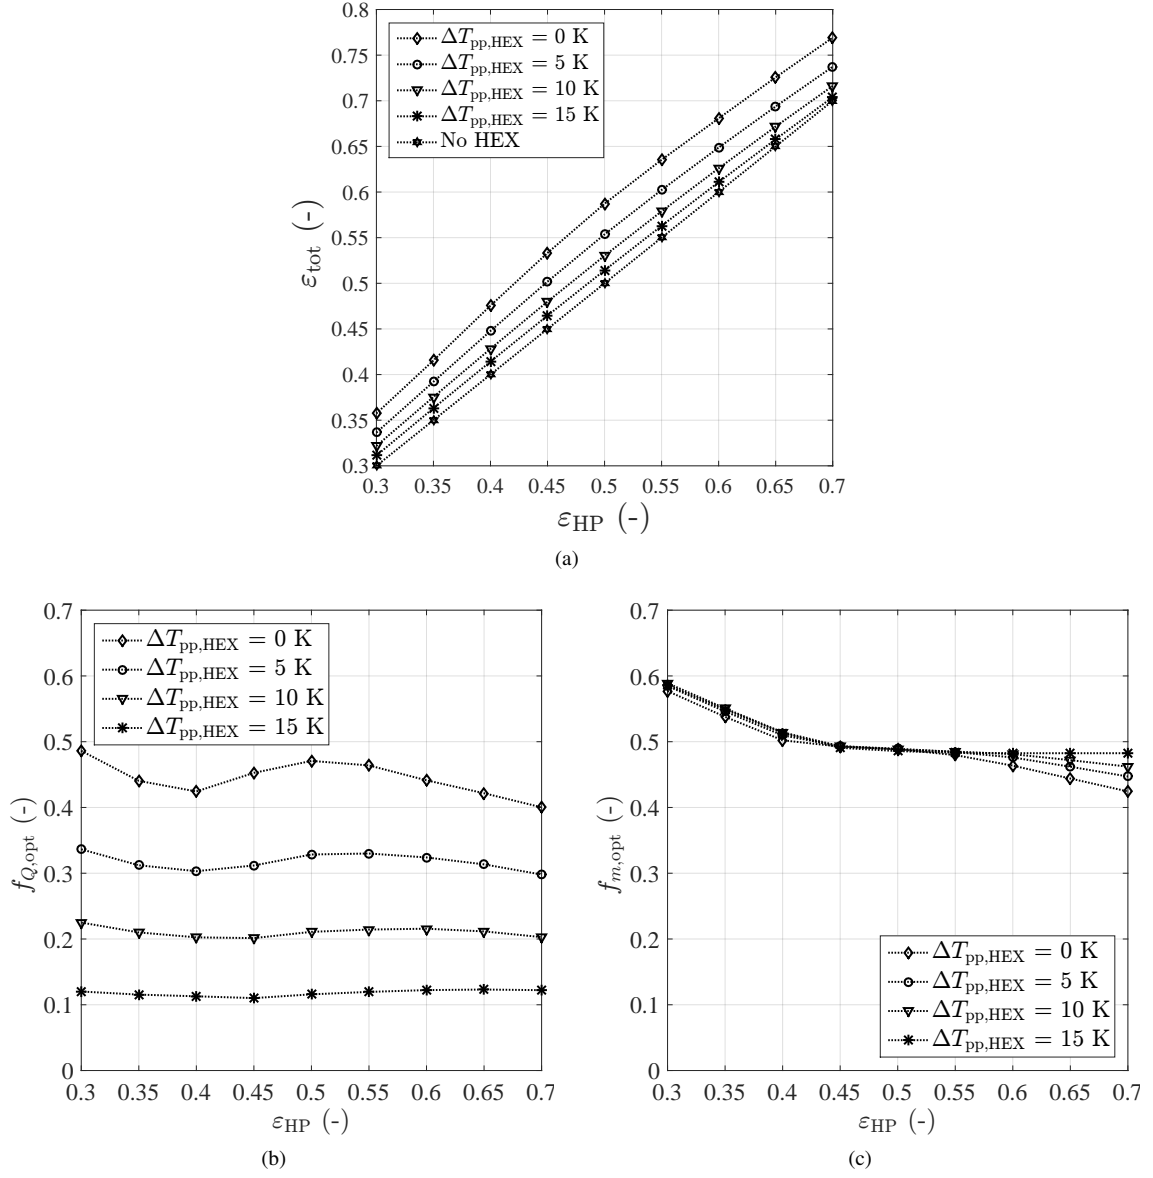 0.8
0.75
0.7
0.65
0.6
0.55
0.5
0.45
0.4
0.35
0.3
ε_tot (-)
ΔT_pp,HEX = 0 K
ΔT_pp,HEX = 5 K
ΔT_pp,HEX = 10 K
ΔT_pp,HEX = 15 K
No HEX
0.3 0.35 0.4 0.45 0.5 0.55 0.6 0.65 0.7
ε_HP (-)
(a)
0.7
0.6
0.5
0.4
0.3
0.2
0.1
0
f_Q,opt (-)
ΔT_pp,HEX = 0 K
ΔT_pp,HEX = 5 K
ΔT_pp,HEX = 10 K
ΔT_pp,HEX = 15 K
0.3 0.35 0.4 0.45 0.5 0.55 0.6 0.65 0.7
ε_HP (-)
(b)
0.7
0.6
0.5
0.4
0.3
0.2
0.1
0
f_m,opt (-)
ΔT_pp,HEX = 0 K
ΔT_pp,HEX = 5 K
ΔT_pp,HEX = 10 K
ΔT_pp,HEX = 15 K
0.3 0.35 0.4 0.45 0.5 0.55 0.6 0.65 0.7
ε_HP (-)
(c)